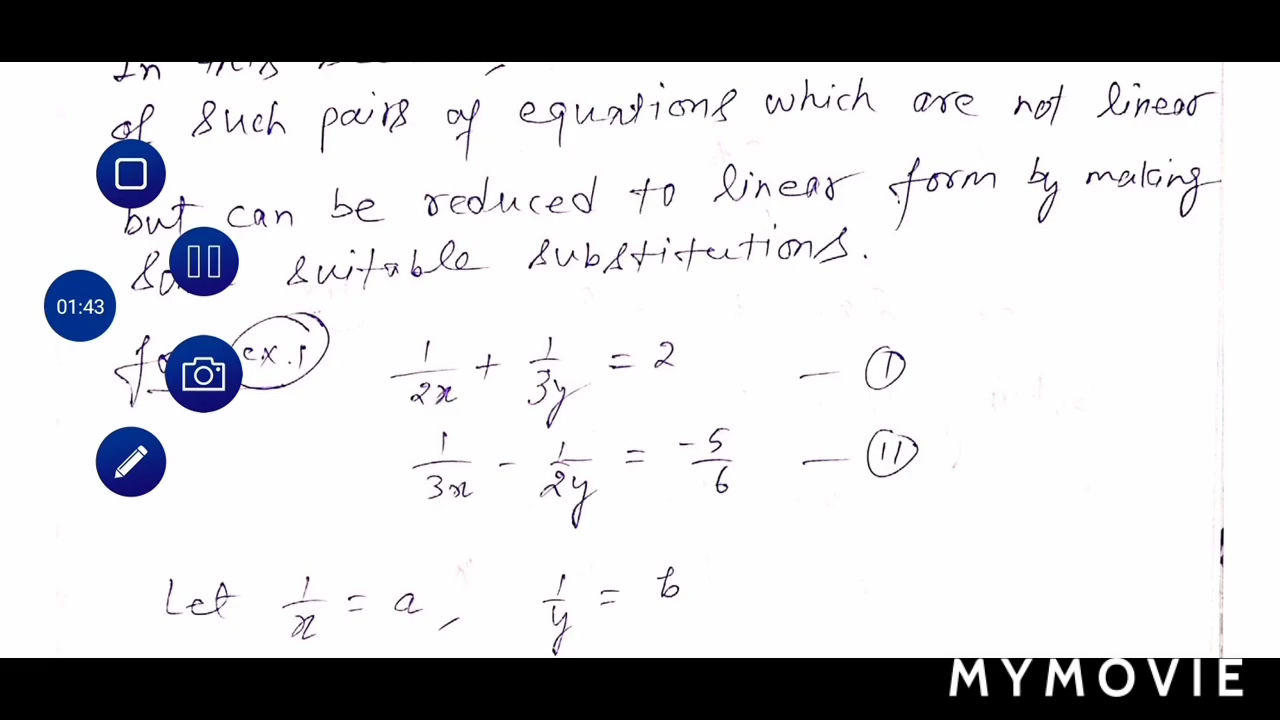 In this
of such pairs of equations which are not linear
but can be reduced to linear form by making
suitable substitutions.
01:43
ex. 1 1/2x + 1/3y = 2 — (I)
1/3x - 1/2y = -5/6 — (II)
Let 1/x = a, 1/y = b
MYMOVIE